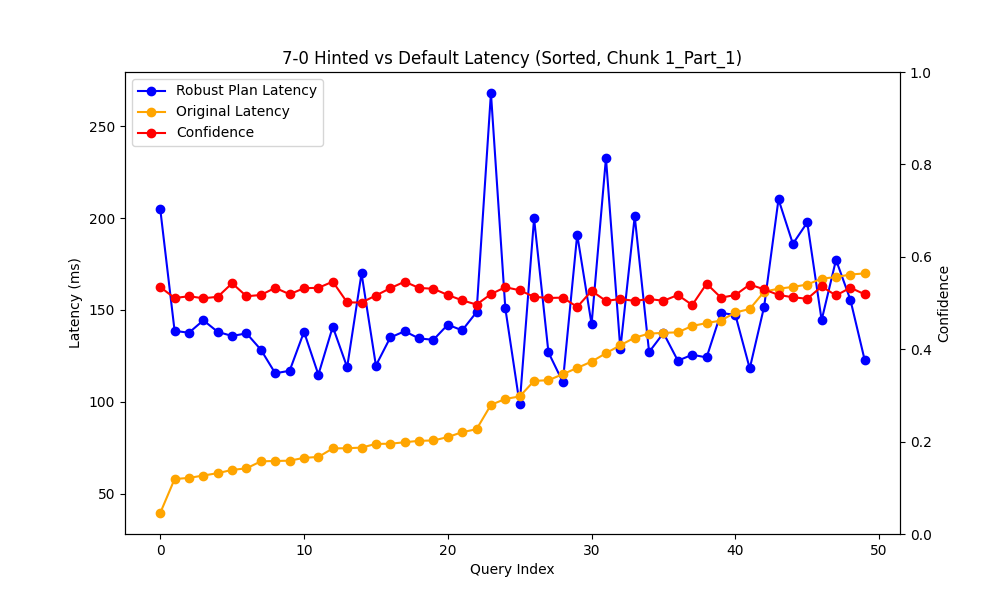 7-0 Hinted vs Default Latency (Sorted, Chunk 1_Part_1)
Robust Plan Latency
Original Latency
Confidence
Latency (ms)
250
200
150
100
50
1.0
0.8
0.6
0.4
0.2
0.0
Confidence
0 10 20 30 40 50
Query Index